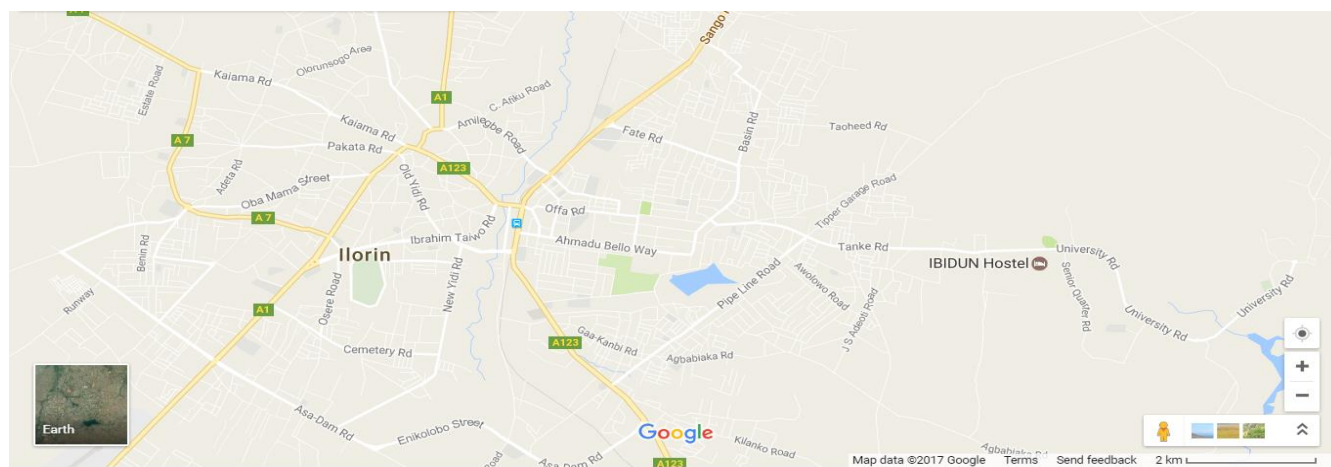 A1
Sango
Kaiama Rd
Olorunsogo Area
Estate Road
A1
C. Atiku Road
Kaiama Rd
Amilegbe Road
Fate Rd
Basin Rd
Taoheed Rd
A 7
Pakata Rd
A123
Adeta Rd
Old Yidi Rd
Oba Mama Street
Tipper Garage Road
A 7
Offa Rd
Ibrahim Taiwo Rd
Ahmadu Bello Way
Tanke Rd
University Rd
Ilorin
IBIDUN Hostel
Benin Rd
New Yidi Rd
Pipe Line Road
Awolowo Road
Senior Quater Rd
University Rd
Runway
Osere Road
A1
J S Adeoti Road
University Rd
Cemetery Rd
A123
Gaa-Kanbi Rd
Agbabiaka Rd
Earth
Asa-Dam Rd
Enikolobo Street
Google
Kilanko Road
Asa-Dam Rd
A123
Agbabiaka Rd
Map data ©2017 Google Terms Send feedback 2 km